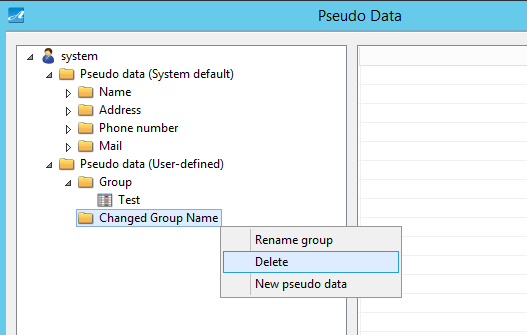 Pseudo Data
system
Pseudo data (System default)
Name
Address
Phone number
Mail
Pseudo data (User-defined)
Group
Test
Changed Group Name
Rename group
Delete
New pseudo data